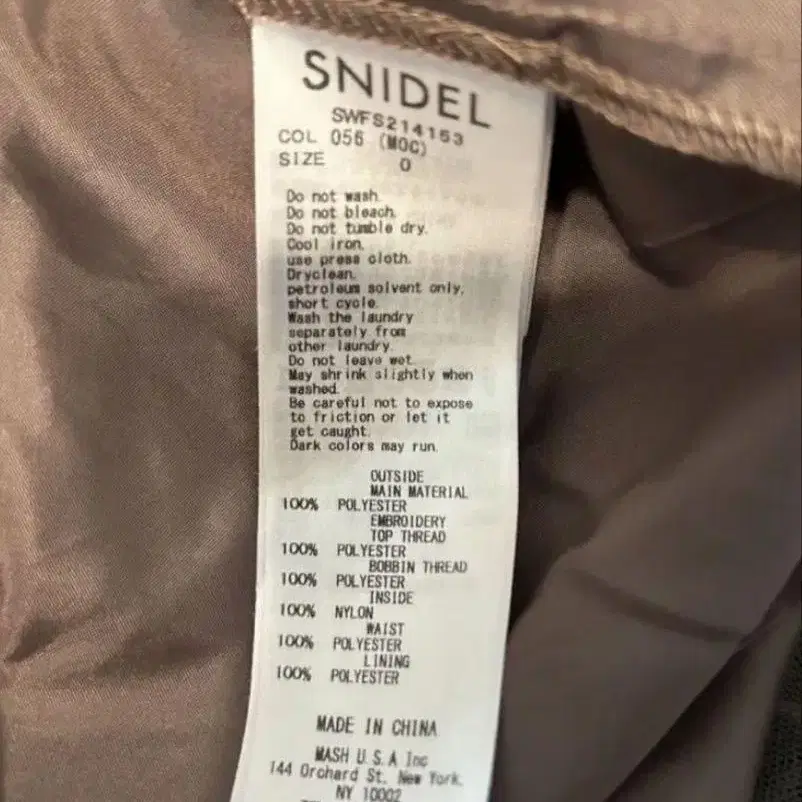 SNIDEL
SWFS214153
COL 056 (MOC)
SIZE 0
Do not wash.
Do not bleach.
Do not tumble dry.
Cool iron.
use press cloth.
Dryclean.
petroleum solvent only,
short cycle.
Wash the laundry
separately from
other laundry.
Do not leave wet.
May shrink slightly when
washed.
Be careful not to expose
to friction or let it
get caught.
Dark colors may run.
OUTSIDE
MAIN MATERIAL
100% POLYESTER
EMBROIDERY
TOP THREAD
100% POLYESTER
BOBBIN THREAD
100% POLYESTER
INSIDE
100% NYLON
WAIST
100% POLYESTER
LINING
100% POLYESTER
MADE IN CHINA
MASH U.S.A Inc
144 Orchard St. New York.
NY 10002